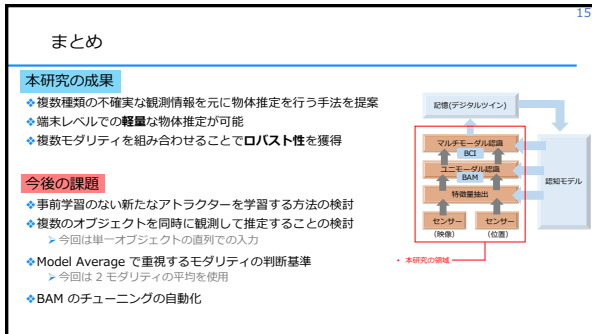 15
まとめ
本研究の成果
❖複数種類の不確実な観測情報を元に物体推定を行う手法を提案
❖端末レベルでの軽量な物体推定が可能
❖複数モダリティを組み合わせることでロバスト性を獲得
今後の課題
❖事前学習のない新たなアトラクターを学習する方法の検討
❖複数のオブジェクトを同時に観測して推定することの検討
➢今回は単一オブジェクトの直列での入力
❖Model Average で重視するモダリティの判断基準
➢今回は 2 モダリティの平均を使用
❖BAM のチューニングの自動化
記憶(デジタルツイン)
マルチモーダル認識
BCI
ユニモーダル認識
BAM
特徴量抽出
センサー
(映像)
センサー
(位置)
認知モデル
• 本研究の領域